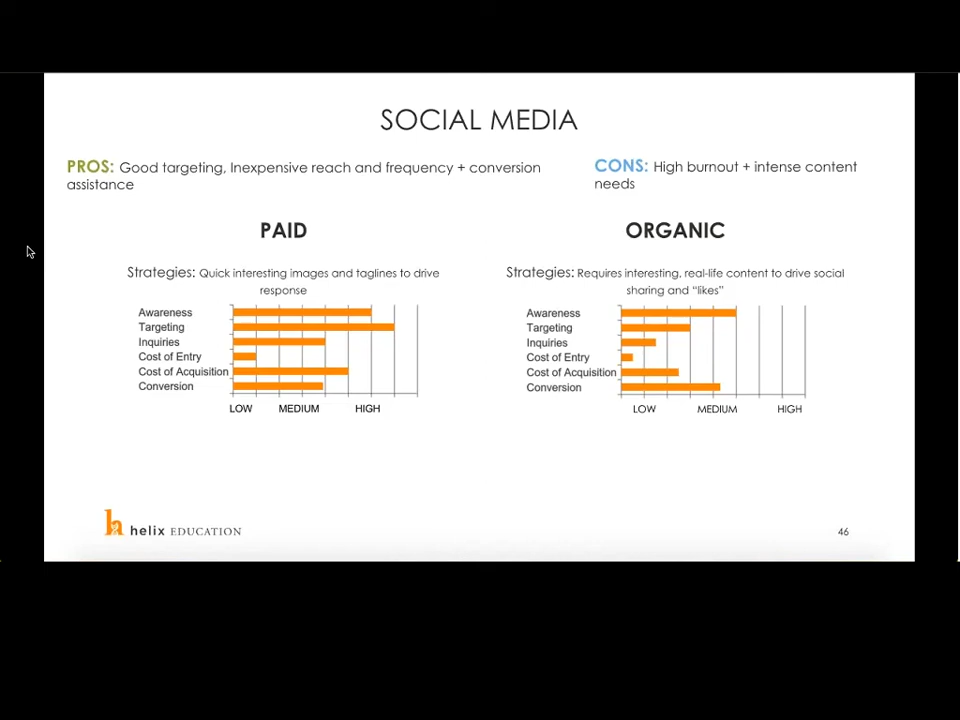 SOCIAL MEDIA
PROS: Good targeting, Inexpensive reach and frequency + conversion
assistance
CONS: High burnout + intense content
needs
PAID
Strategies: Quick interesting images and taglines to drive
response
Awareness
Targeting
Inquiries
Cost of Entry
Cost of Acquisition
Conversion
LOW MEDIUM HIGH
ORGANIC
Strategies: Requires interesting, real-life content to drive social
sharing and “likes”
Awareness
Targeting
Inquiries
Cost of Entry
Cost of Acquisition
Conversion
LOW MEDIUM HIGH
h helix EDUCATION
46